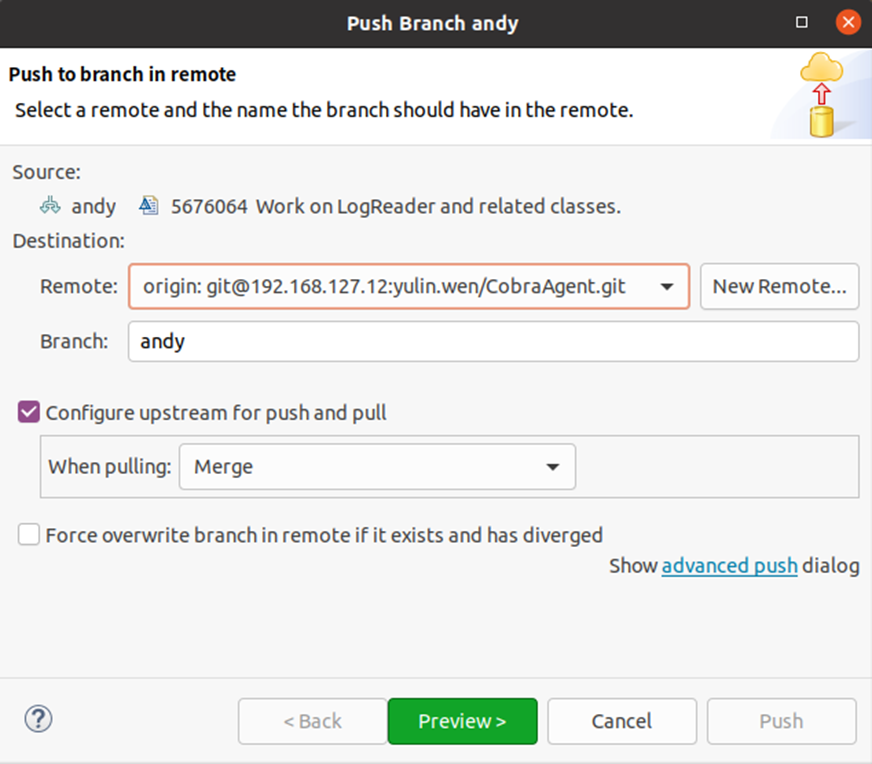 Push Branch andy
Push to branch in remote
Select a remote and the name the branch should have in the remote.
Source:
andy 5676064 Work on LogReader and related classes.
Destination:
Remote: origin: git@192.168.127.12:yulin.wen/CobraAgent.git New Remote...
Branch: andy
Configure upstream for push and pull
When pulling: Merge
Force overwrite branch in remote if it exists and has diverged
Show advanced push dialog
? < Back Preview > Cancel Push